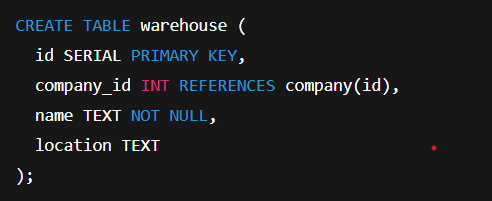 CREATE TABLE warehouse (
  id SERIAL PRIMARY KEY,
  company_id INT REFERENCES company(id),
  name TEXT NOT NULL,
  location TEXT
);